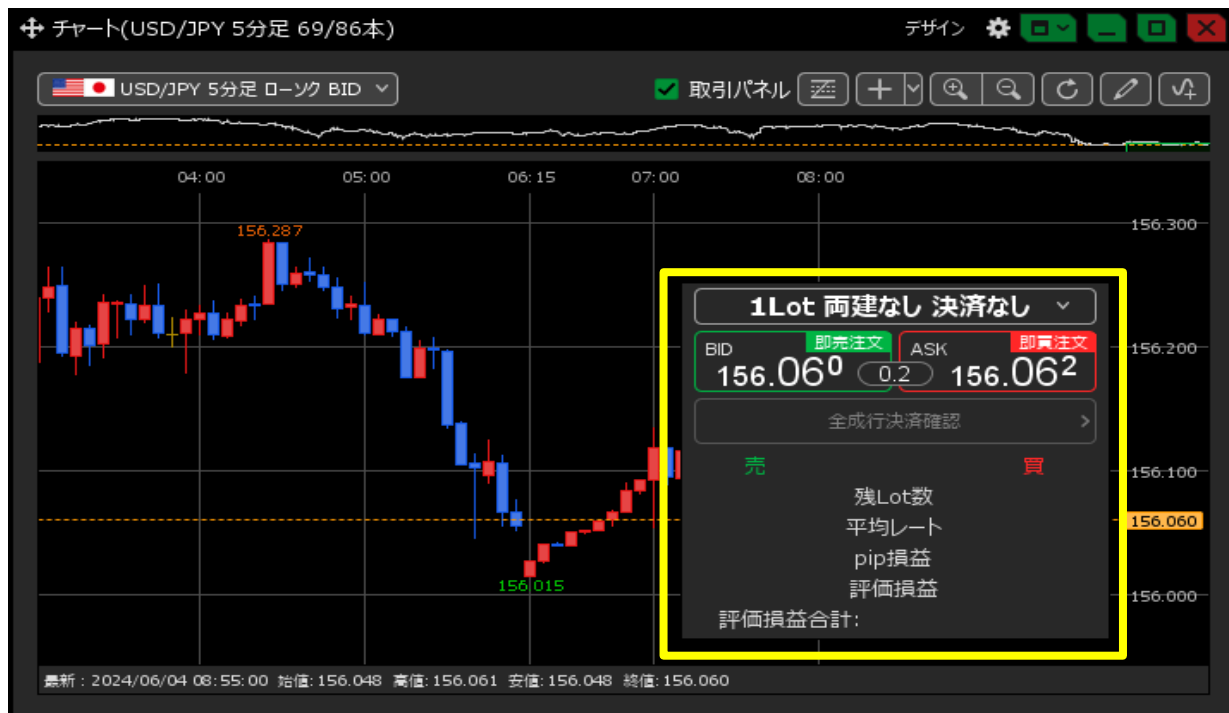 チャート(USD/JPY 5分足 69/86本)
デザイン
USD/JPY 5分足 ローソク BID
取引パネル
04:00 05:00 06:15 07:00 08:00
156.287
156.300
1Lot 両建なし 決済なし
BID 即売注文 ASK 即買注文
156.200
156.060 0.2 156.062
全成行決済確認
売 買
156.100
残Lot数
156.060
平均レート
pip損益
156.015
評価損益
156.000
評価損益合計:
最新:2024/06/04 08:55:00 始値:156.048 高値:156.061 安値:156.048 終値:156.060